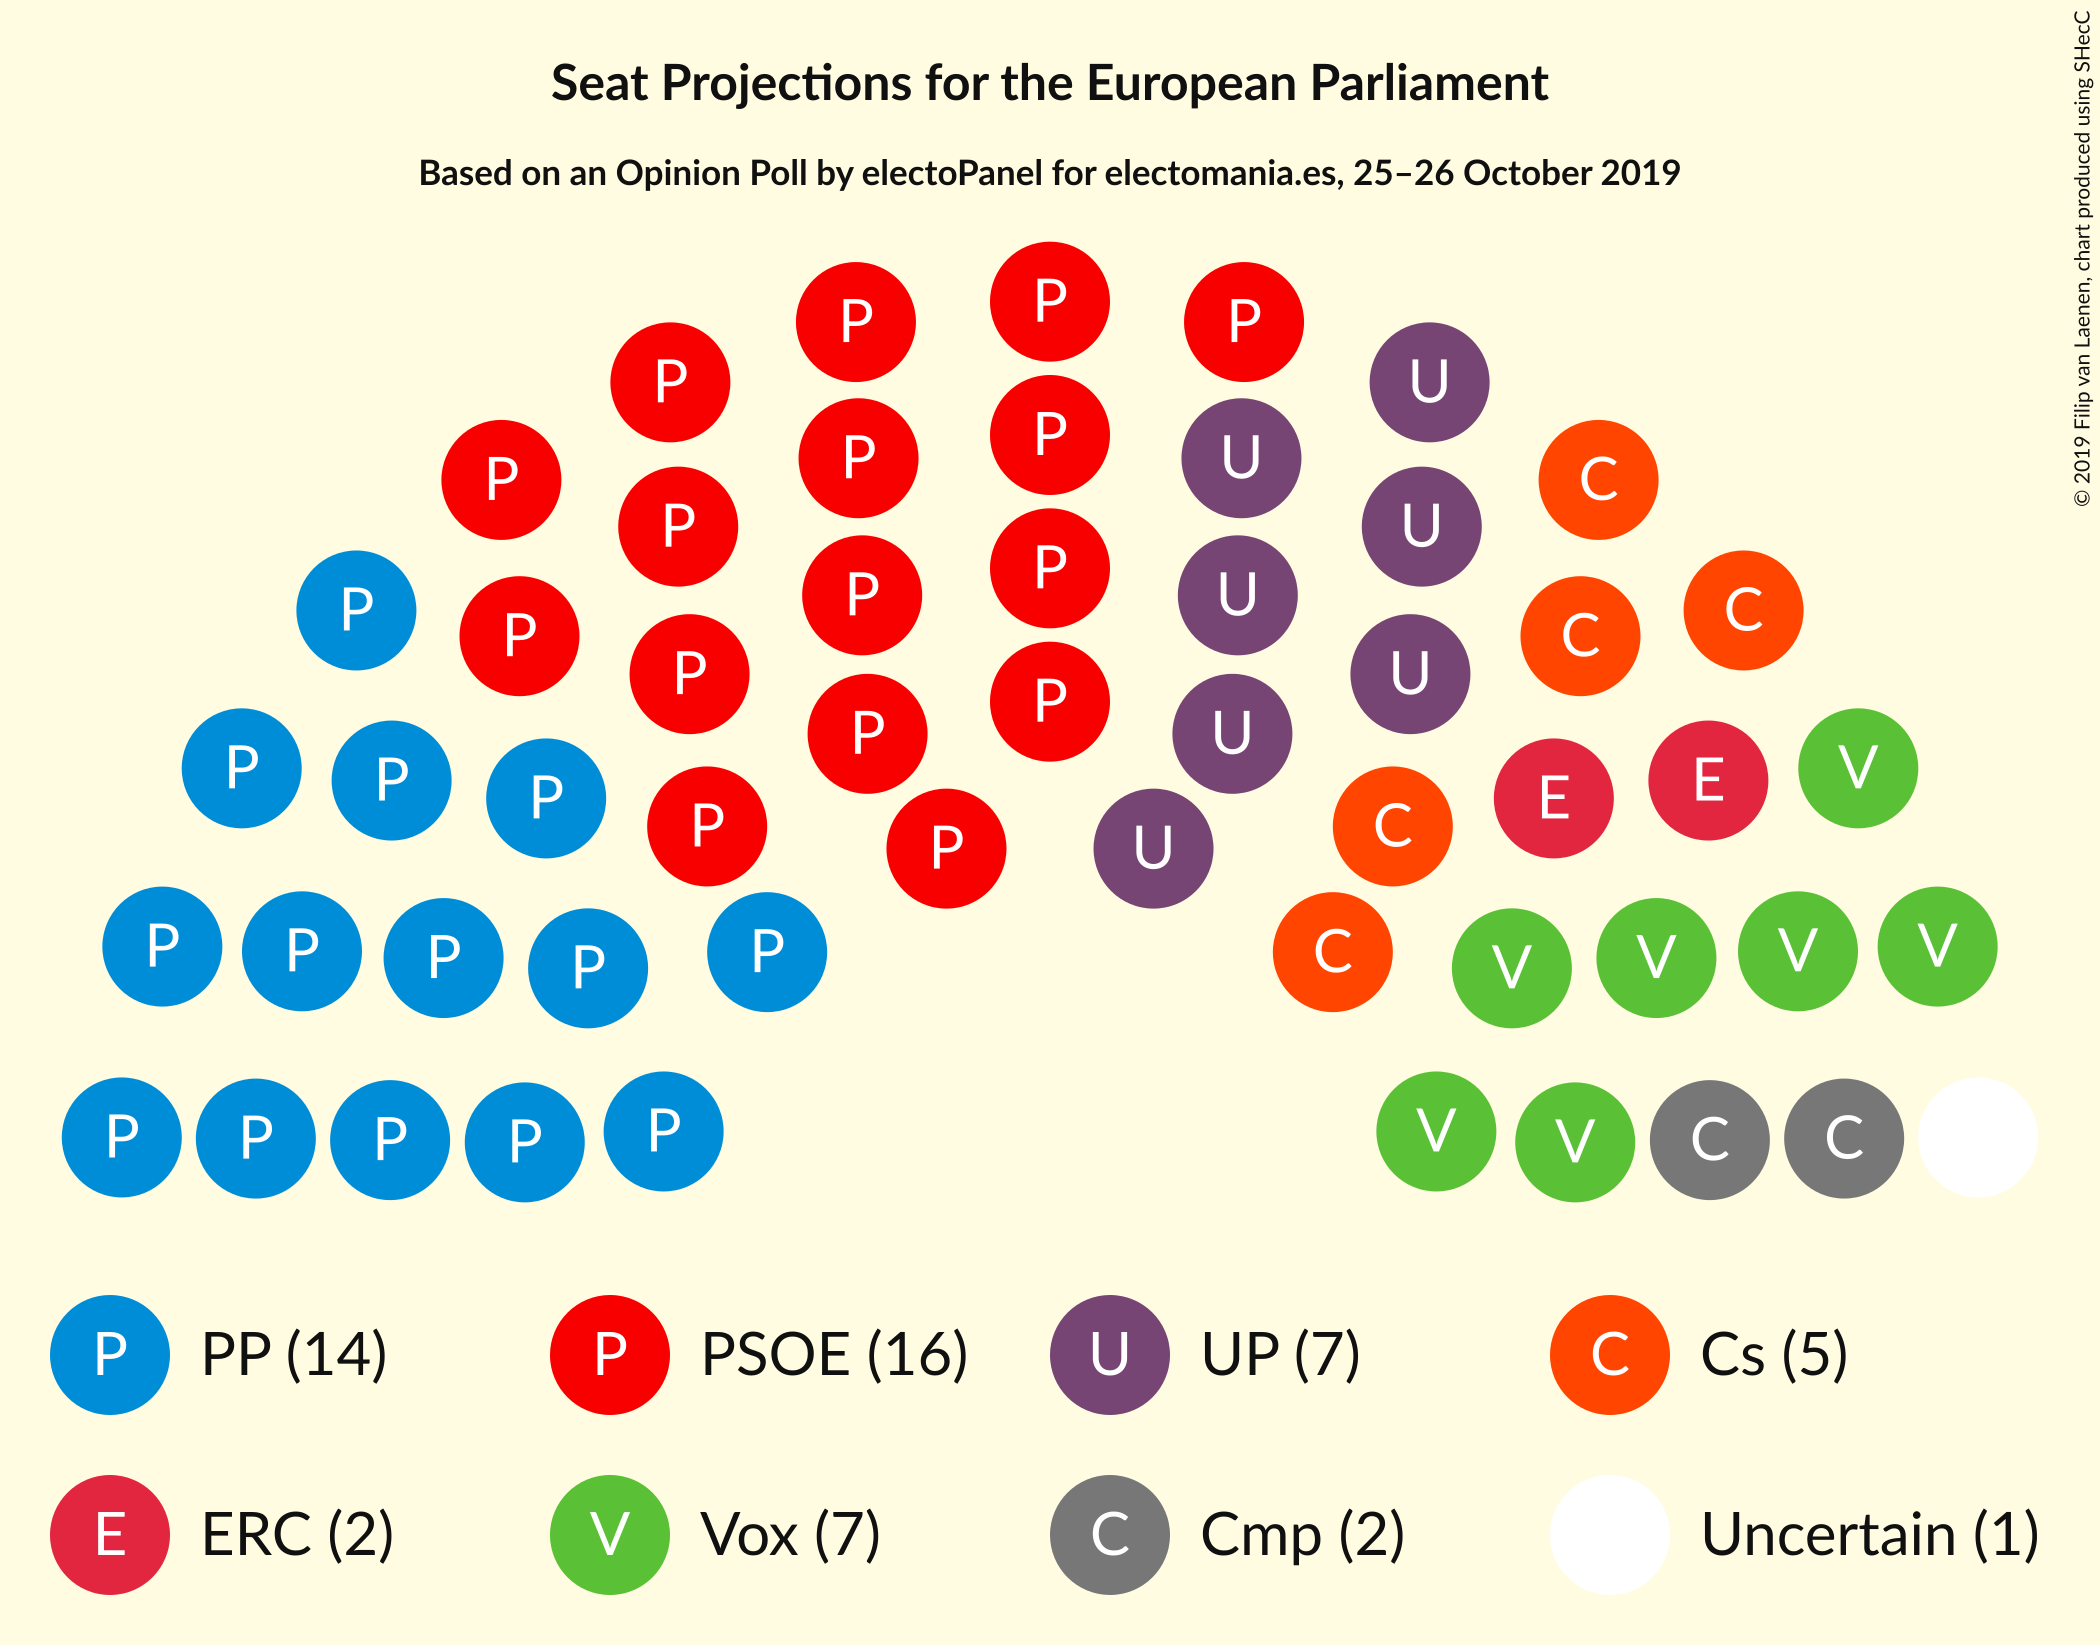 Seat Projections for the European Parliament
Based on an Opinion Poll by electoPanel for electomania.es, 25–26 October 2019
© 2019 Filip van Laenen, chart produced using SHecC
P
P P
P U
P P P U
P C
P P U U
P P U
P P C C
P P U
P P U
P P P E E V
P C
P U
P P P P P C V V V V
P P P P P V V C C
P PP (14) P PSOE (16) U UP (7) C Cs (5)
E ERC (2) V Vox (7) C Cmp (2) Uncertain (1)